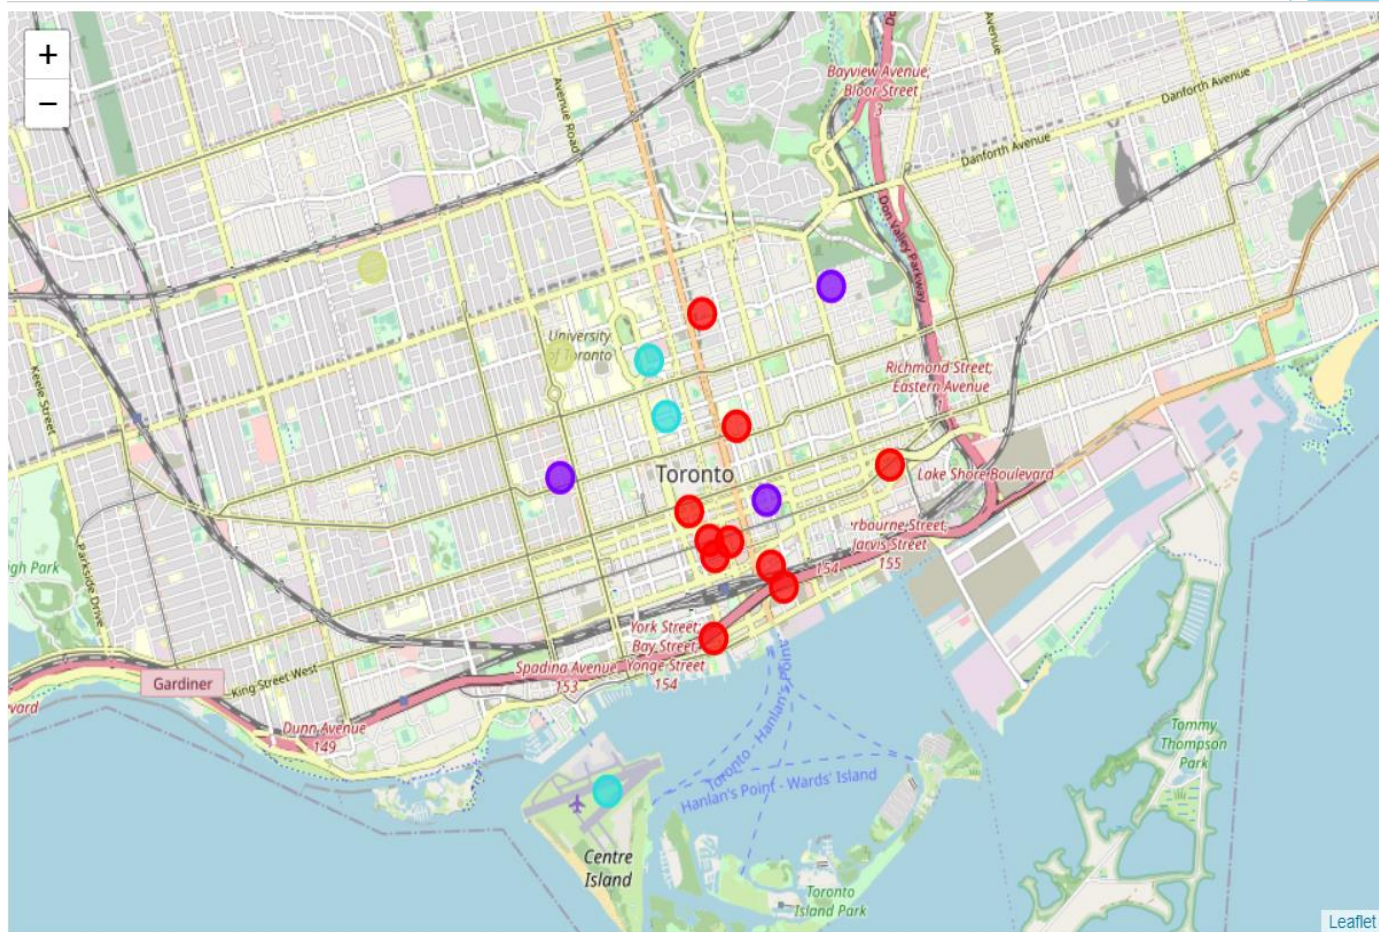 +
−
Bayview Avenue,
Bloor Street
3
Avenue
Avenue Road
Danforth Avenue
Danforth Avenue
Don Valley Parkway
University
of Toronto
Keele Street
Richmond Street,
Eastern Avenue
1
Toronto
Lake Shore Boulevard
rbourne Street,
Jarvis Street
155
154
gh Park
Parkside Drive
York Street,
Bay Street,
Yonge Street
154
Spadina Avenue
153
King Street West
Gardiner
vard
Dunn Avenue
149
Toronto - Hanlan's Point
Hanlan's Point - Wards' Island
Tommy
Thompson
Park
Centre
Island
Toronto
Island Park
Leaflet